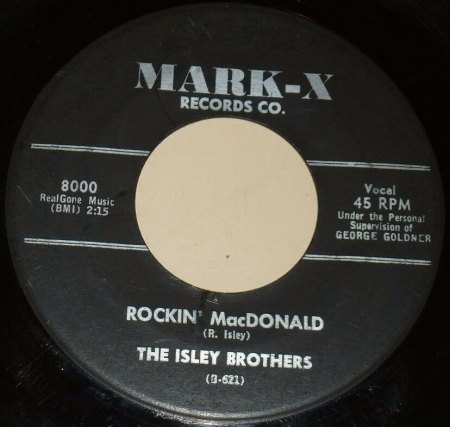 MARK-X
RECORDS CO.
8000
RealGone Music
(BMI) 2:15
Vocal
45 RPM
Under the Personal
Supervision of
GEORGE GOLDNER
ROCKIN' MacDONALD
(R. Isley)
THE ISLEY BROTHERS
(B-621)